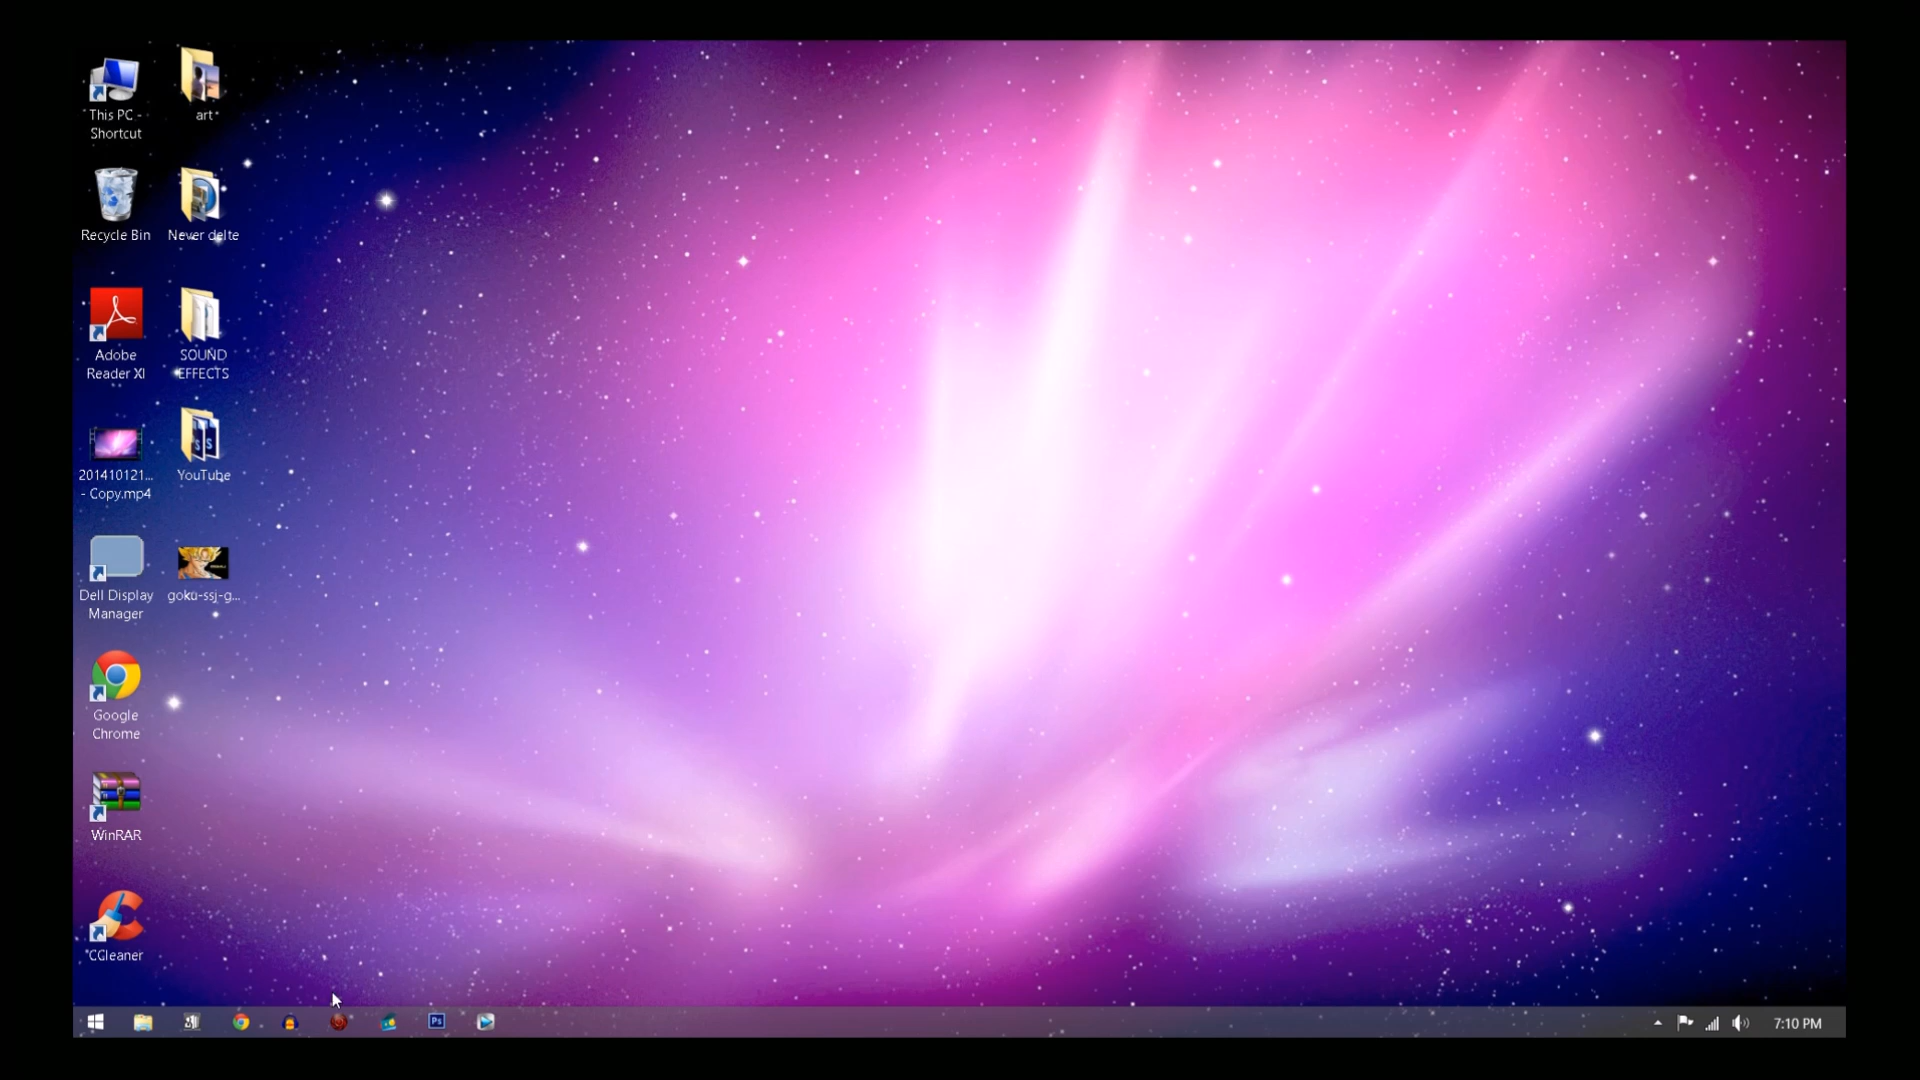 This PC -
Shortcut
art
Recycle Bin
Never delte
Adobe
Reader XI
SOUND
EFFECTS
201410121...
- Copy.mp4
YouTube
Dell Display
Manager
goku-ssj-g...
Google
Chrome
WinRAR
CCleaner
Ps
7:10 PM